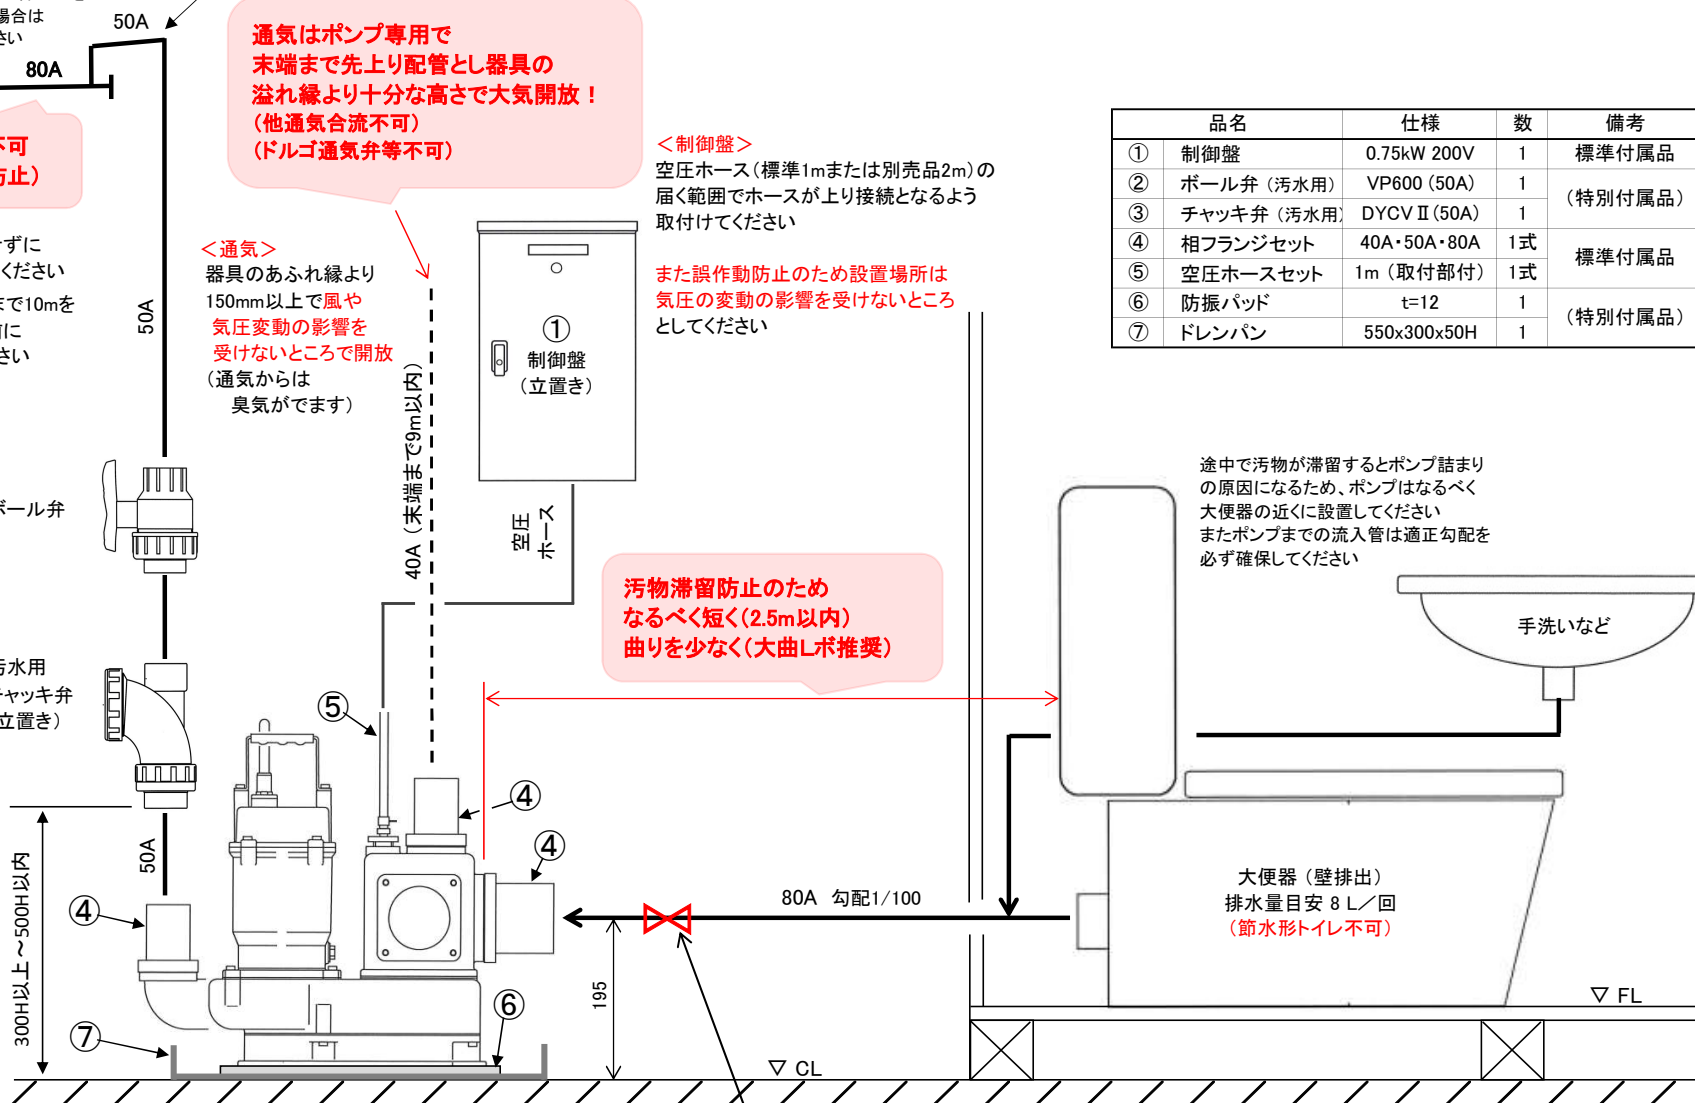 場合は
さい
50A
80A
不可
防止）
ずに
ください
まで10mを
前に
さい
50A
ボール弁
汚水用
チャッキ弁
立置き）
50A
300H以上～500H以内
④
⑦
通気はポンプ専用で
末端まで先上り配管とし器具の
溢れ縁より十分な高さで大気開放！
（他通気合流不可）
（ドルゴ通気弁等不可）
＜通気＞
器具のあふれ縁より
150mm以上で風や
気圧変動の影響を
受けないところで開放
（通気からは
臭気がでます）
40A（末端まで9m以内）
①
制御盤
（立置き）
空圧
ホース
＜制御盤＞
空圧ホース（標準1mまたは別売品2m）の
届く範囲でホースが上り接続となるよう
取付けてください
また誤作動防止のため設置場所は
気圧の変動の影響を受けないところ
としてください
汚物滞留防止のため
なるべく短く（2.5m以内）
曲りを少なく（大曲Lボ推奨）
⑤
④
④
⑥
80A 勾配1/100
195
▽ CL
品名 仕様 数 備考
① 制御盤 0.75kW 200V 1 標準付属品
② ボール弁（汚水用） VP600（50A） 1 （特別付属品）
③ チャッキ弁（汚水用） DYCVⅡ（50A） 1
④ 相フランジセット 40A・50A・80A 1式 標準付属品
⑤ 空圧ホースセット 1m（取付部付） 1式
⑥ 防振パッド t=12 1 （特別付属品）
⑦ ドレンパン 550x300x50H 1
途中で汚物が滞留するとポンプ詰まり
の原因になるため、ポンプはなるべく
大便器の近くに設置してください
またポンプまでの流入管は適正勾配を
必ず確保してください
手洗いなど
大便器（壁排出）
排水量目安 8 L／回
（節水形トイレ不可）
▽ FL